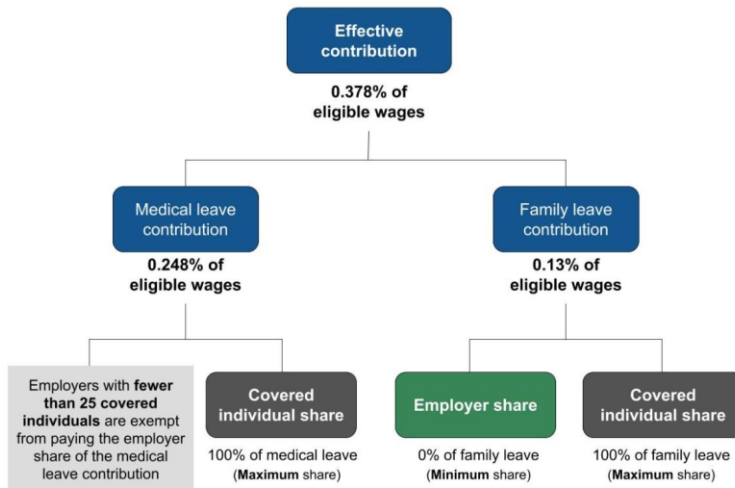 Effective
contribution
0.378% of
eligible wages
Medical leave
contribution
0.248% of
eligible wages
Family leave
contribution
0.13% of
eligible wages
Employers with fewer
than 25 covered
individuals are exempt
from paying the employer
share of the medical
leave contribution
Covered
individual share
100% of medical leave
(Maximum share)
Employer share
0% of family leave
(Minimum share)
Covered
individual share
100% of family leave
(Maximum share)